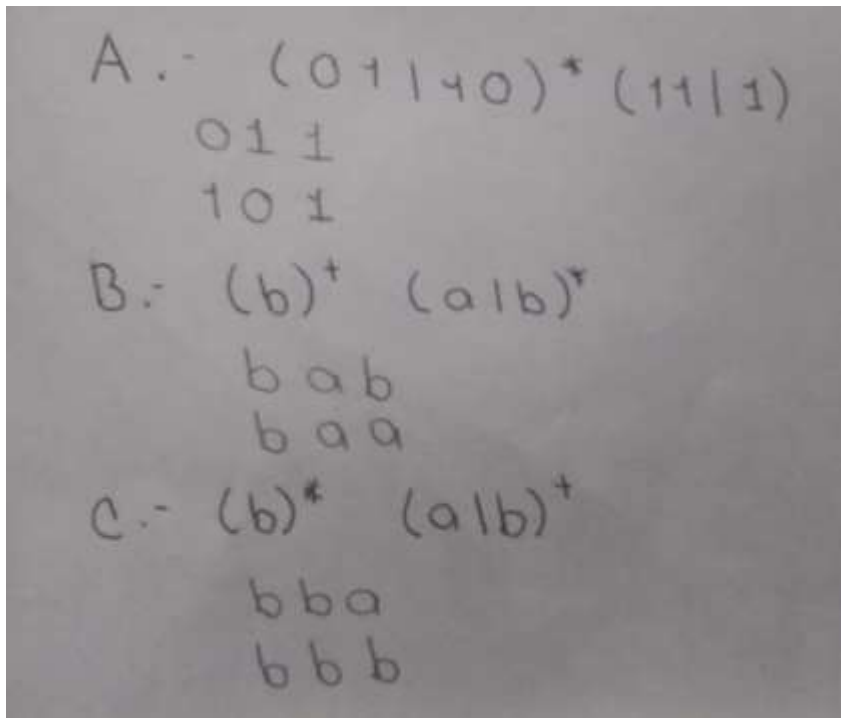 A.- (01|10)* (11|1)
011
101
B.- (b)+ (a|b)*
bab
baa
C.- (b)* (a|b)+
bba
bbb